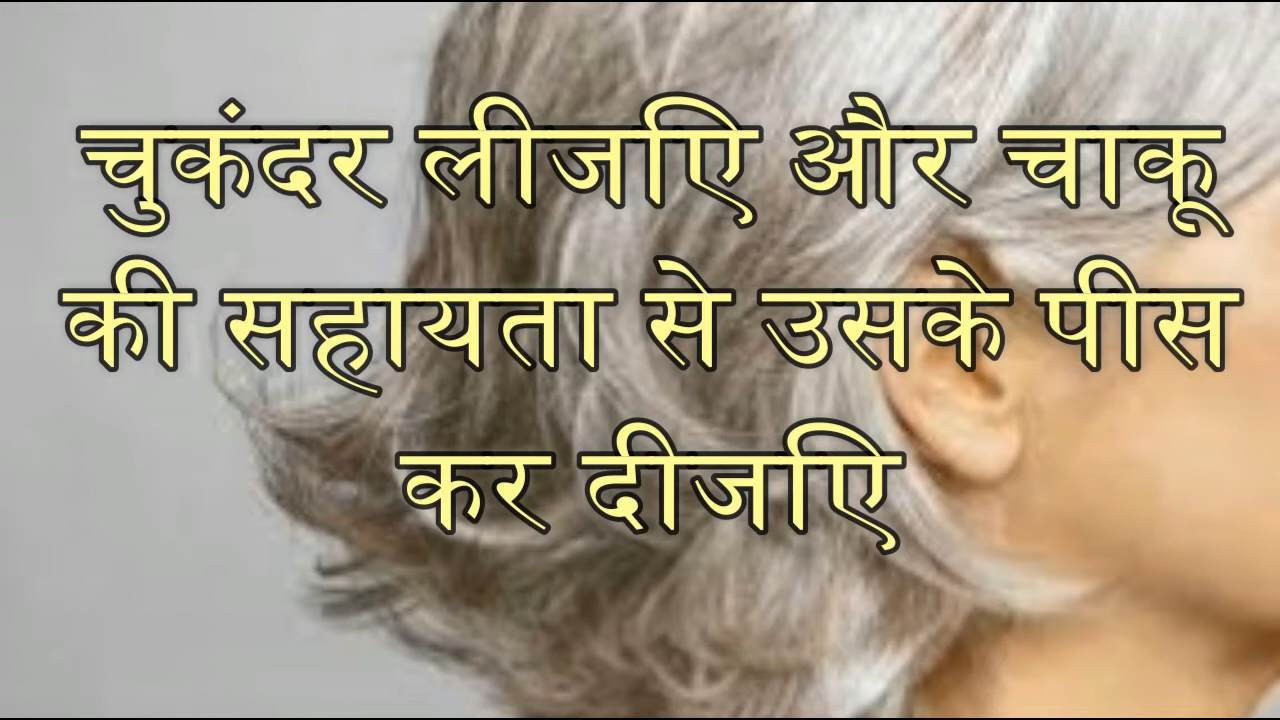 चुकंदर लीजिए और चाकू
की सहायता से उसके पीस
कर दीजिए